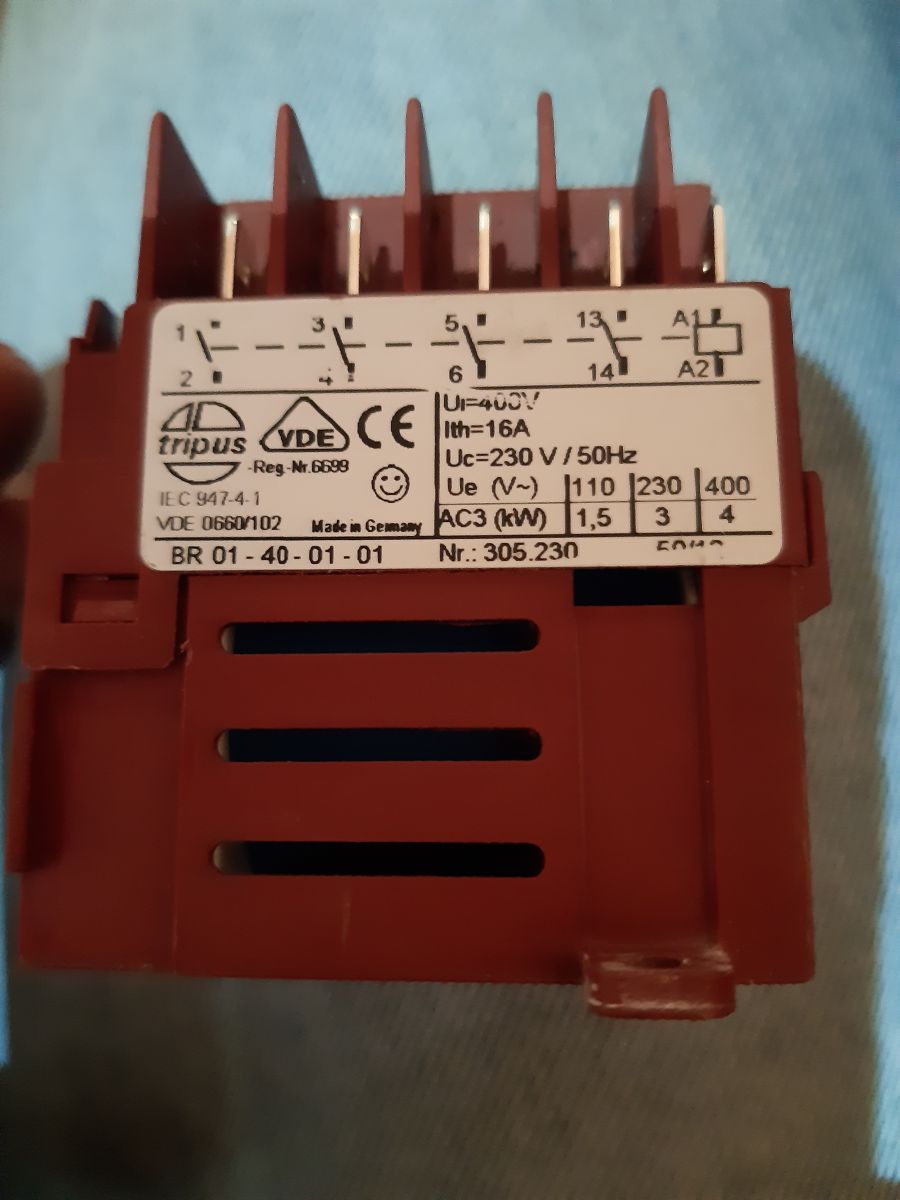 1 3 5 13 A1
2 4 6 14 A2
tripus
VDE
CE
-Reg.-Nr.6699
IEC 947-4-1
VDE 0660/102
Made in Germany
Ui=400V
Ith=16A
Uc=230 V / 50Hz
Ue (V~) 110 230 400
AC3 (kW) 1,5 3 4
BR 01 - 40 - 01 - 01
Nr.: 305.230